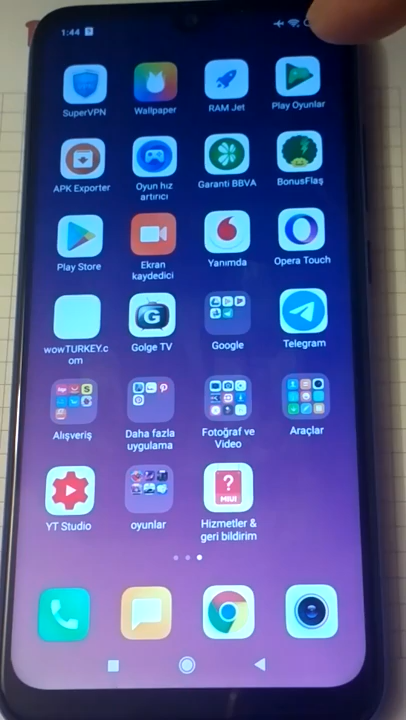 1:44
SuperVPN
Wallpaper
RAM Jet
Play Oyunlar
APK Exporter
Oyun hız
artırıcı
Garanti BBVA
BonusFlaş
Play Store
Ekran
kaydedici
Yanımda
Opera Touch
wowTURKEY.c
om
G
Golge TV
Google
Telegram
Alışveriş
Daha fazla
uygulama
Fotoğraf ve
Video
Araçlar
YT Studio
oyunlar
?
MIUI
Hizmetler &
geri bildirim